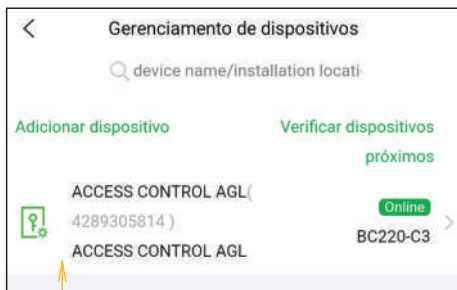 Gerenciamento de dispositivos
device name/installation locati
Adicionar dispositivo
Verificar dispositivos
próximos
ACCESS CONTROL AGL(
4289305814 )
ACCESS CONTROL AGL
Online
BC220-C3